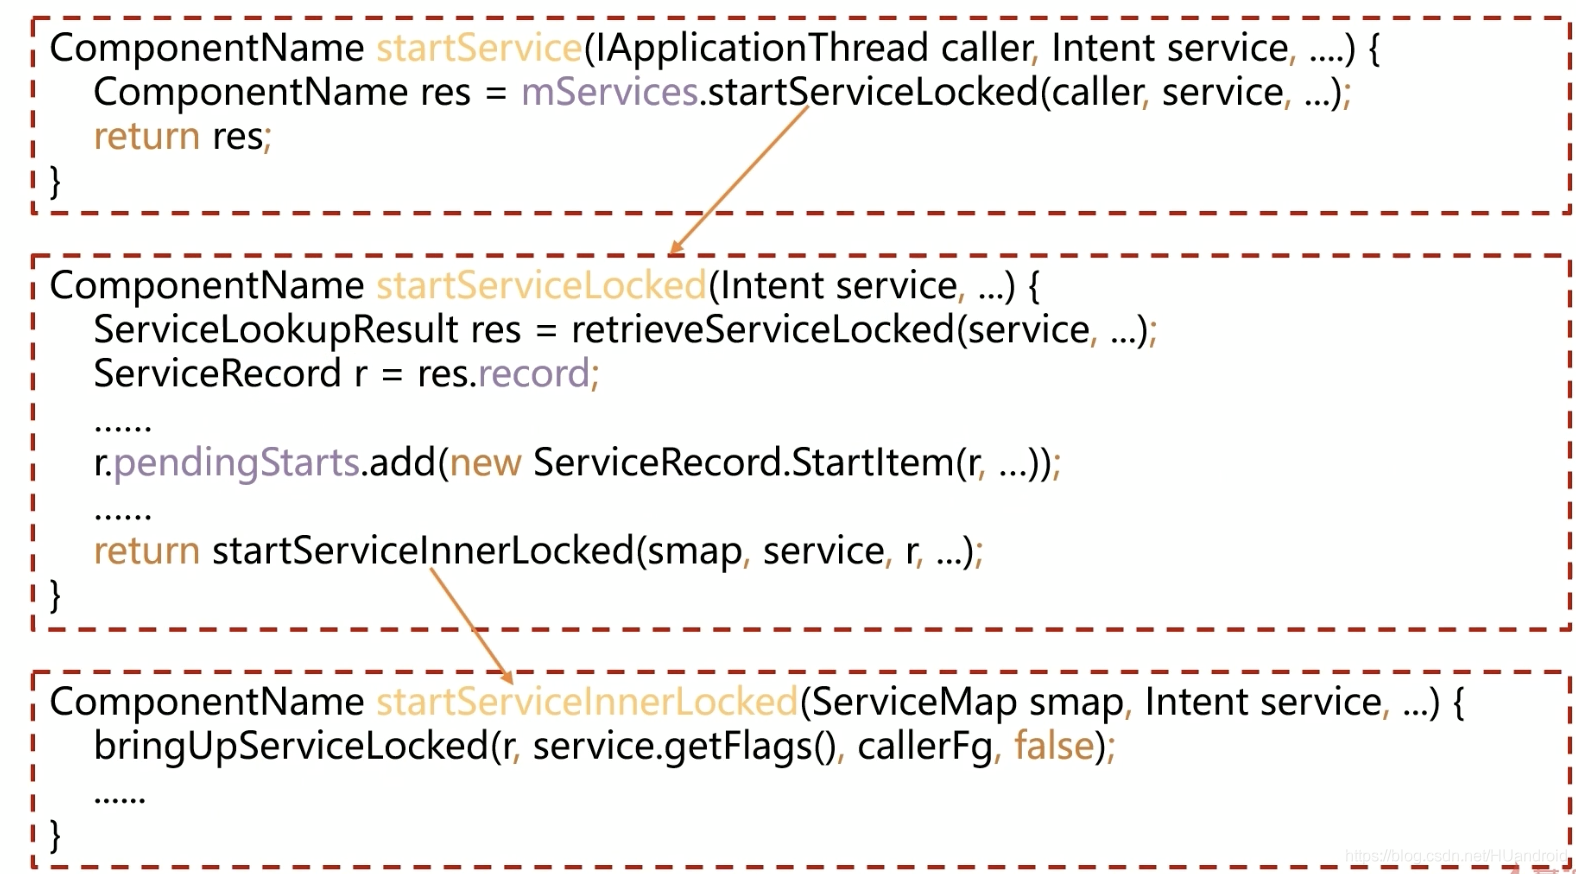 ComponentName startService(IApplicationThread caller, Intent service, ....) {
ComponentName res = mServices.startServiceLocked(caller, service, ...);
return res;
}
ComponentName startServiceLocked(Intent service, ...) {
ServiceLookupResult res = retrieveServiceLocked(service, ...);
ServiceRecord r = res.record;
......
r.pendingStarts.add(new ServiceRecord.StartItem(r, ...));
......
return startServiceInnerLocked(smap, service, r, ...);
}
ComponentName startServiceInnerLocked(ServiceMap smap, Intent service, ...) {
bringUpServiceLocked(r, service.getFlags(), callerFg, false);
......
}
https://blog.csdn.net/HUandroid